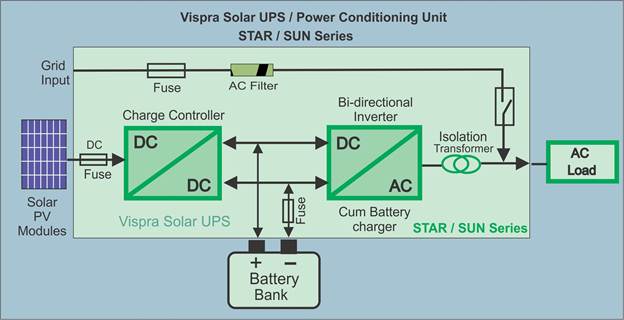 Vispra Solar UPS / Power Conditioning Unit
STAR / SUN Series
Grid
Input
Fuse
AC Filter
Charge Controller
Bi-directional
Inverter
Isolation
Transformer
DC
Fuse
DC
DC
DC
AC
AC
Load
Solar
PV
Modules
Vispra Solar UPS
Fuse
Cum Battery
charger
STAR / SUN Series
+ −
Battery
Bank